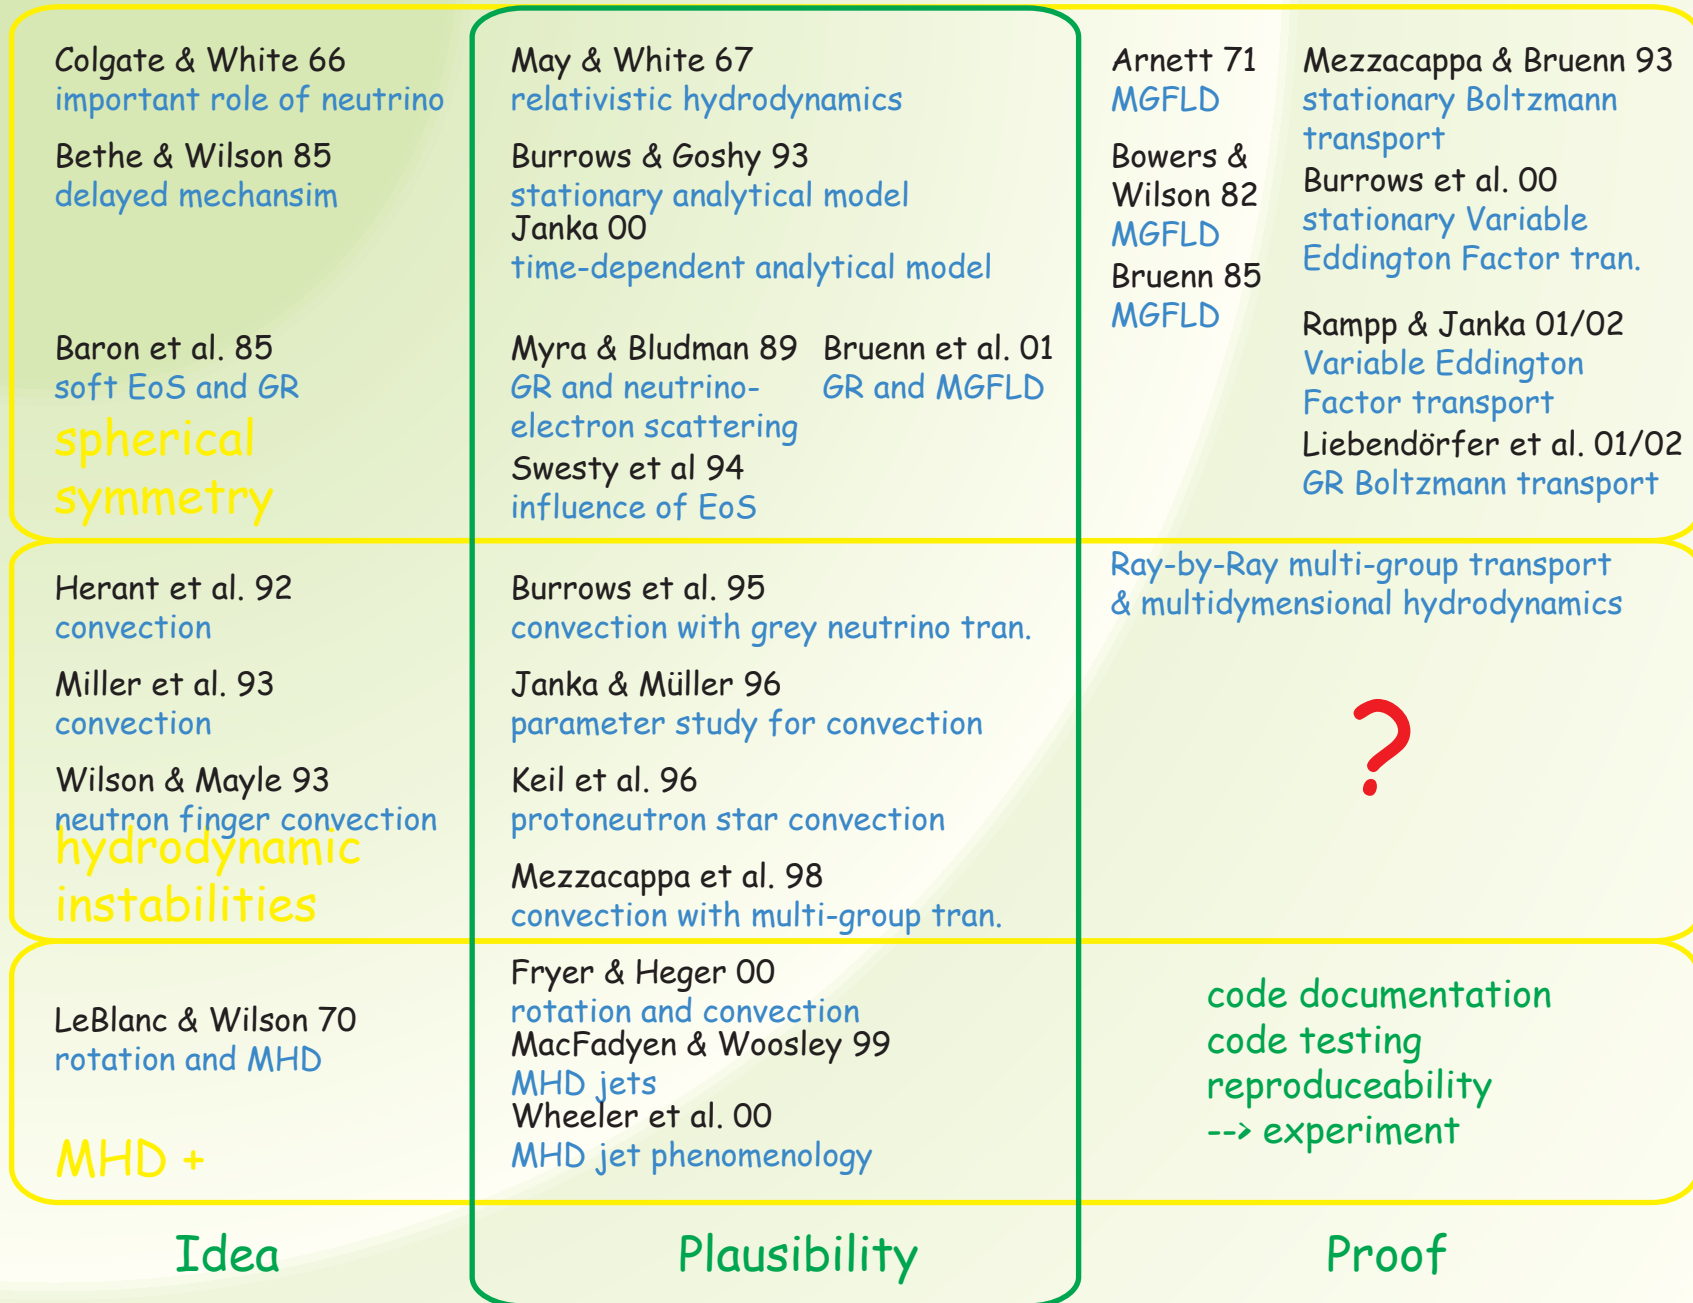 Colgate & White 66
important role of neutrino
Bethe & Wilson 85
delayed mechansim
Baron et al. 85
soft EoS and GR
spherical
symmetry
May & White 67
relativistic hydrodynamics
Burrows & Goshy 93
stationary analytical model
Janka 00
time-dependent analytical model
Myra & Bludman 89
GR and neutrino-
electron scattering
Bruenn et al. 01
GR and MGFLD
Swesty et al 94
influence of EoS
Arnett 71
MGFLD
Bowers &
Wilson 82
MGFLD
Bruenn 85
MGFLD
Mezzacappa & Bruenn 93
stationary Boltzmann
transport
Burrows et al. 00
stationary Variable
Eddington Factor tran.
Rampp & Janka 01/02
Variable Eddington
Factor transport
Liebendörfer et al. 01/02
GR Boltzmann transport
Herant et al. 92
convection
Miller et al. 93
convection
Wilson & Mayle 93
neutron finger convection
hydrodynamic
instabilities
Burrows et al. 95
convection with grey neutrino tran.
Janka & Müller 96
parameter study for convection
Keil et al. 96
protoneutron star convection
Mezzacappa et al. 98
convection with multi-group tran.
Ray-by-Ray multi-group transport
& multidymensional hydrodynamics
?
LeBlanc & Wilson 70
rotation and MHD
MHD +
Fryer & Heger 00
rotation and convection
MacFadyen & Woosley 99
MHD jets
Wheeler et al. 00
MHD jet phenomenology
code documentation
code testing
reproduceability
--> experiment
Idea
Plausibility
Proof